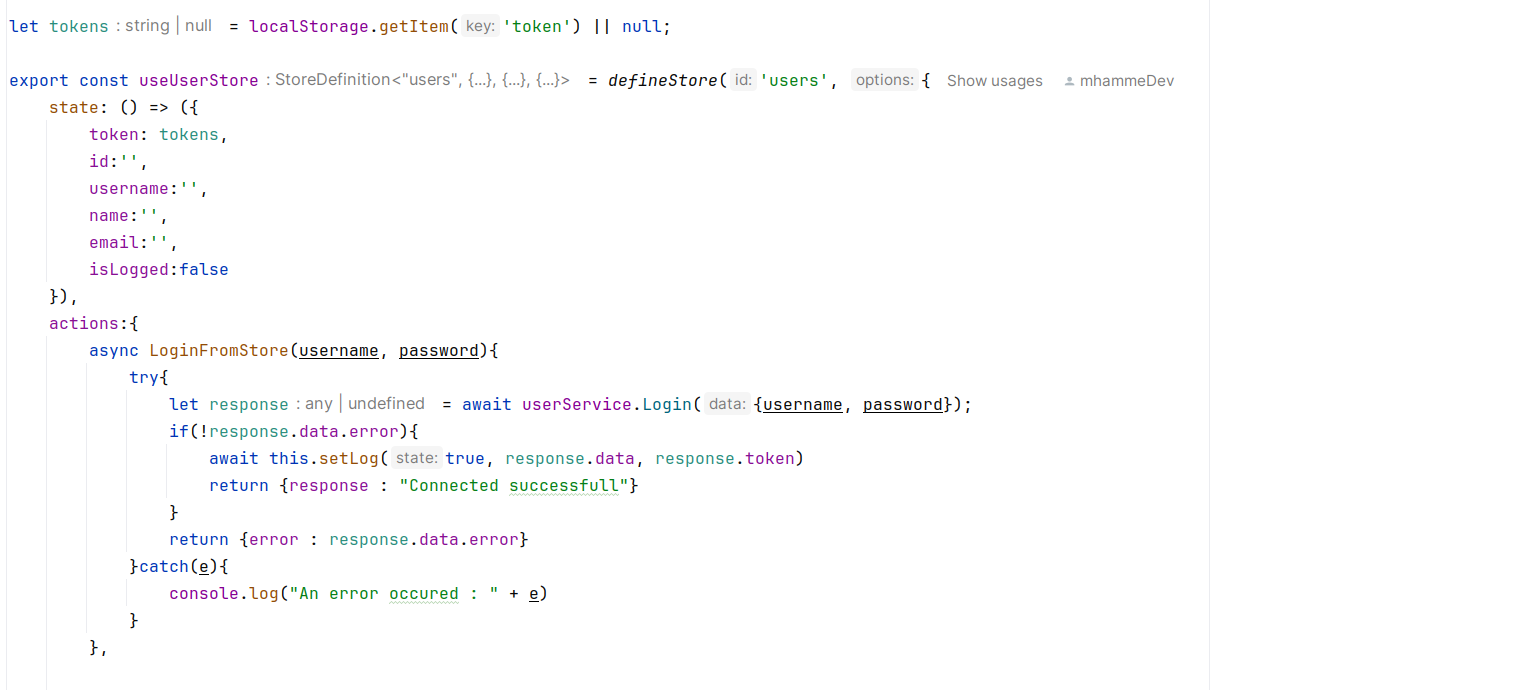 let tokens : string | null = localStorage.getItem( key: 'token') || null;
export const useUserStore : StoreDefinition<"users", {...}, {...}, {...}> = defineStore( id: 'users', options: { Show usages mhammeDev
    state: () => ({
        token: tokens,
        id:'',
        username:'',
        name:'',
        email:'',
        isLogged:false
    }),
    actions:{
        async LoginFromStore(username, password){
            try{
                let response : any | undefined = await userService.Login( data: {username, password});
                if(!response.data.error){
                    await this.setLog( state: true, response.data, response.token)
                    return {response : "Connected successfull"}
                }
                return {error : response.data.error}
            }catch(e){
                console.log("An error occured : " + e)
            }
        },